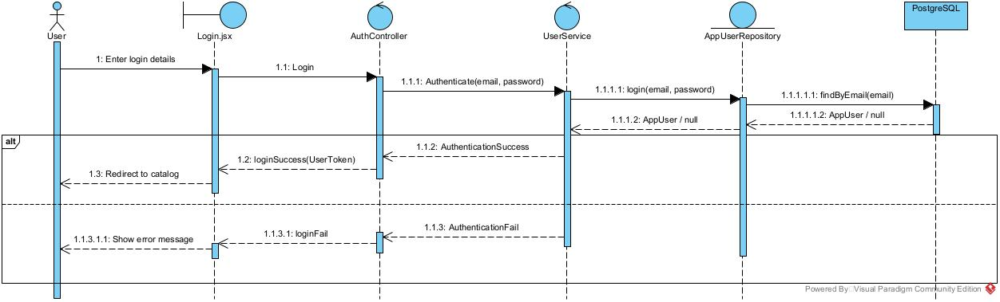 PostgreSQL
User
Login.jsx
AuthController
UserService
AppUserRepository
1: Enter login details
1.1: Login
1.1.1: Authenticate(email, password)
1.1.1.1: login(email, password)
1.1.1.1.1: findByEmail(email)
1.1.1.1.2: AppUser / null
1.1.1.2: AppUser / null
alt
1.1.2: AuthenticationSuccess
1.2: loginSuccess(UserToken)
1.3: Redirect to catalog
1.1.3: AuthenticationFail
1.1.3.1: loginFail
1.1.3.1.1: Show error message
Powered By Visual Paradigm Community Edition